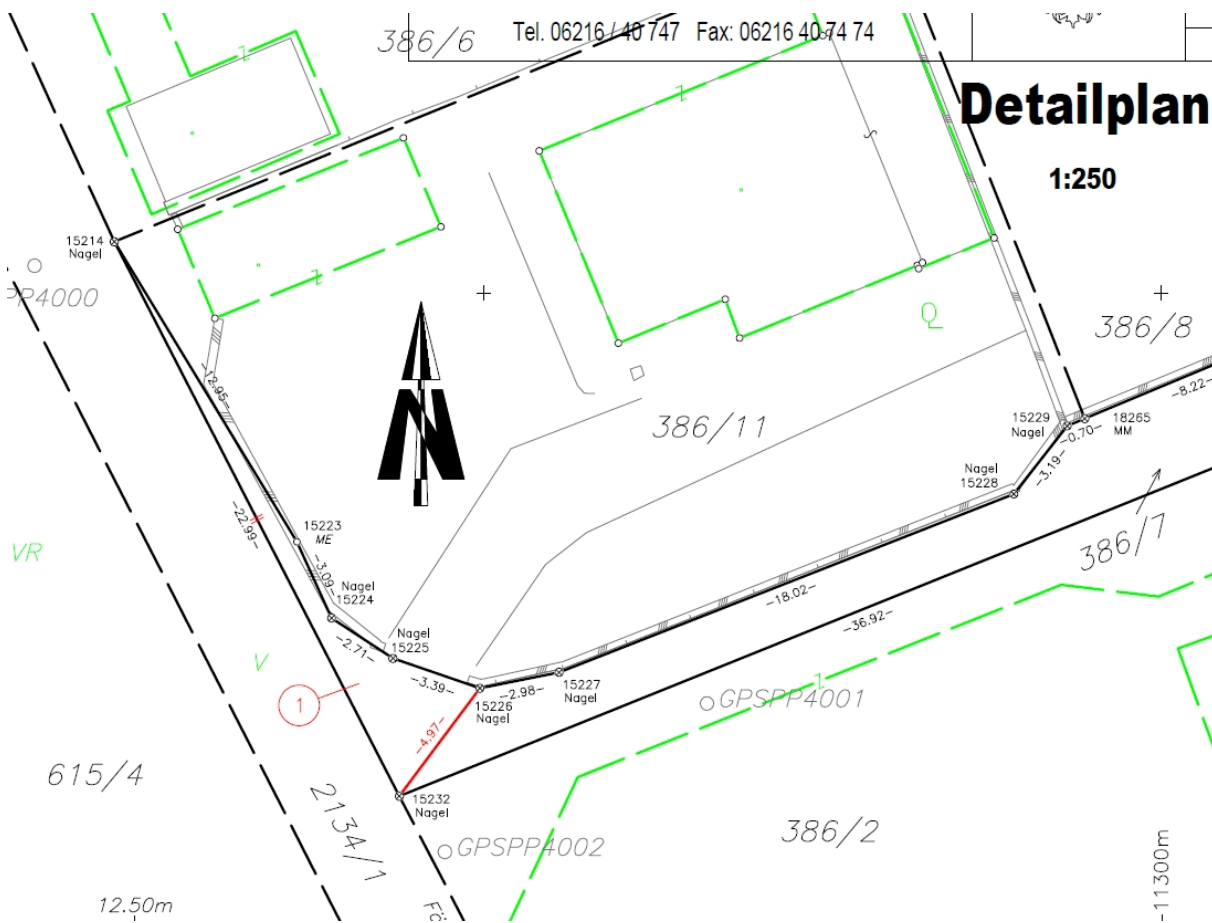 386/6
Tel. 06216 / 40 747 Fax: 06216 40 74 74
Z
Z
Detailplan
1:250
S
15214
Nagel
PP4000
Z
N
Q
386/8
386/11
-12.95-
15229
Nagel
18265
MM
-8.22-
-0.70-
Nagel
15228
-3.19-
-22.99-
15223
ME
-3.09-
VR
386/7
Nagel
15224
-18.02-
-36.92-
-2.71-
Nagel
15225
V
-3.39-
-2.98-
15227
Nagel
15226
Nagel
Z
GPSPP4001
1
-4.97-
615/4
2134/1
15232
Nagel
386/2
GPSPP4002
12.50m
-11300m